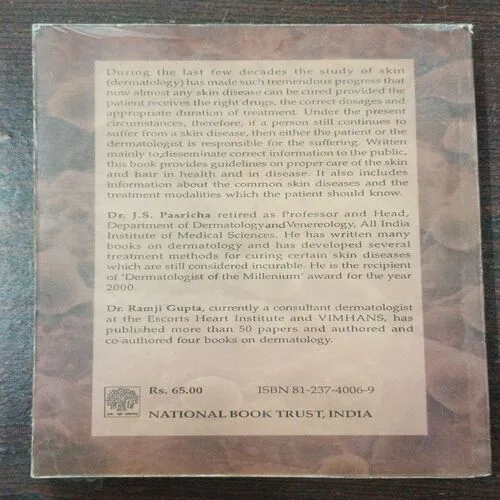 During the last few decades the study of skin
(dermatology) has made such tremendous progress that
now almost any skin disease can be cured provided the
patient receives the right drugs, the correct dosages and
appropriate duration of treatment. Under the present
circumstances, therefore, if a person still continues to
suffer from a skin disease, then either the patient or the
dermatologist is responsible for the suffering. Written
mainly to disseminate correct information to the public,
this book provides guidelines on proper care of the skin
and hair in health and in disease. It also includes
information about the common skin diseases and the
treatment modalities which the patient should know.
Dr. J.S. Pasricha retired as Professor and Head,
Department of Dermatology and Venereology, All India
Institute of Medical Sciences. He has written many
books on dermatology and has developed several
treatment methods for curing certain skin diseases
which are still considered incurable. He is the recipient
of 'Dermatologist of the Millenium' award for the year
2000.
Dr. Ramji Gupta, currently a consultant dermatologist
at the Escorts Heart Institute and VIMHANS, has
published more than 50 papers and authored and
co-authored four books on dermatology.
Rs. 65.00 ISBN 81-237-4006-9
NATIONAL BOOK TRUST, INDIA